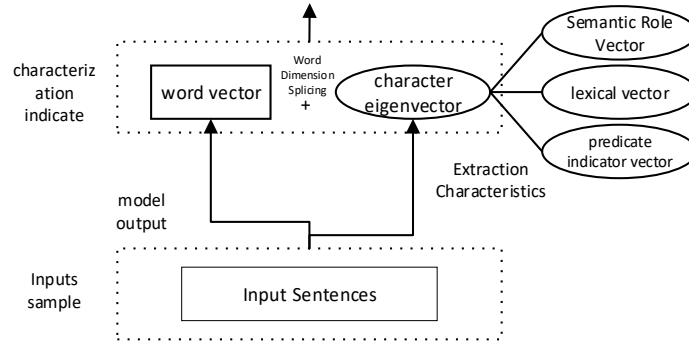 Semantic Role
Vector
characteriz
ation
indicate
word vector
Word
Dimension
Splicing
+
character
eigenvector
lexical vector
predicate
indicator vector
Extraction
Characteristics
model
output
Inputs
sample
Input Sentences